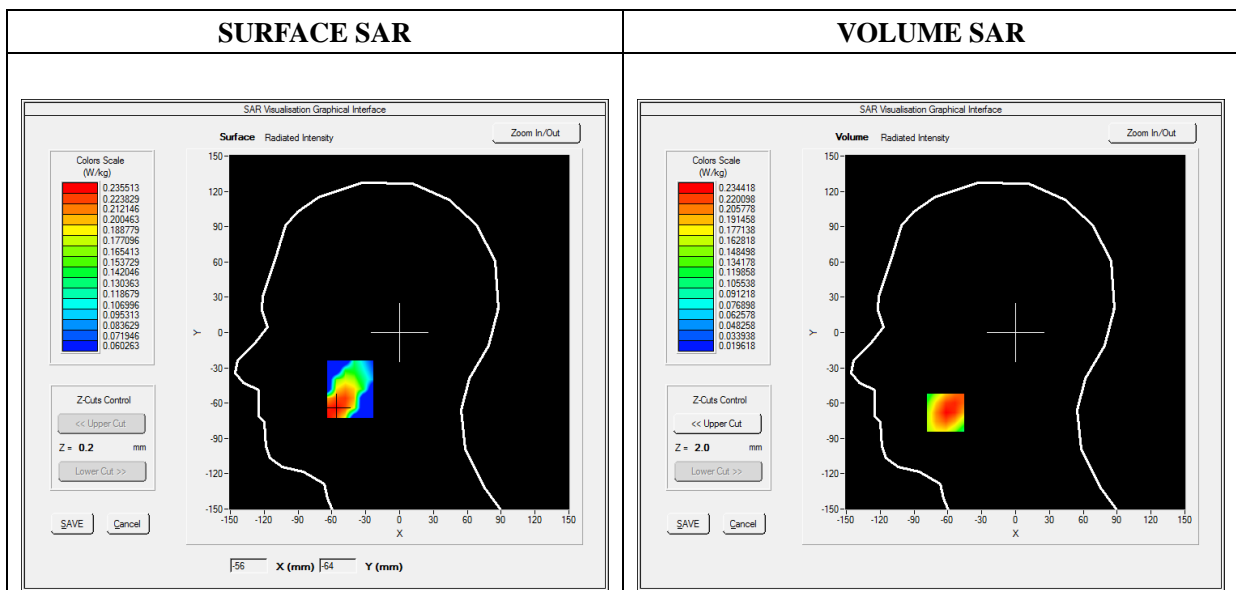 SURFACE SAR
VOLUME SAR
SAR Visualisation Graphical Interface
Surface Radiated Intensity
Zoom In/Out
Colors Scale
(W/kg)
0.235513
0.223829
0.212146
0.200463
0.188779
0.177096
0.165413
0.153729
0.142046
0.130363
0.118679
0.106996
0.095313
0.083629
0.071946
0.060263
150
120
90
60
30
0
-30
-60
-90
-120
-150
Y
-150 -120 -90 -60 -30 0 30 60 90 120 150
X
Z-Cuts Control
<< Upper Cut
Z = 0.2 mm
Lower Cut >>
SAVE Cancel
-56 X (mm) -64 Y (mm)
SAR Visualisation Graphical Interface
Volume Radiated Intensity
Zoom In/Out
Colors Scale
(W/kg)
0.234418
0.220098
0.205778
0.191458
0.177138
0.162818
0.148498
0.134178
0.119858
0.105538
0.091218
0.076898
0.062578
0.048258
0.033938
0.019618
150
120
90
60
30
0
-30
-60
-90
-120
-150
Y
-150 -120 -90 -60 -30 0 30 60 90 120 150
X
Z-Cuts Control
<< Upper Cut
Z = 2.0 mm
Lower Cut >>
SAVE Cancel